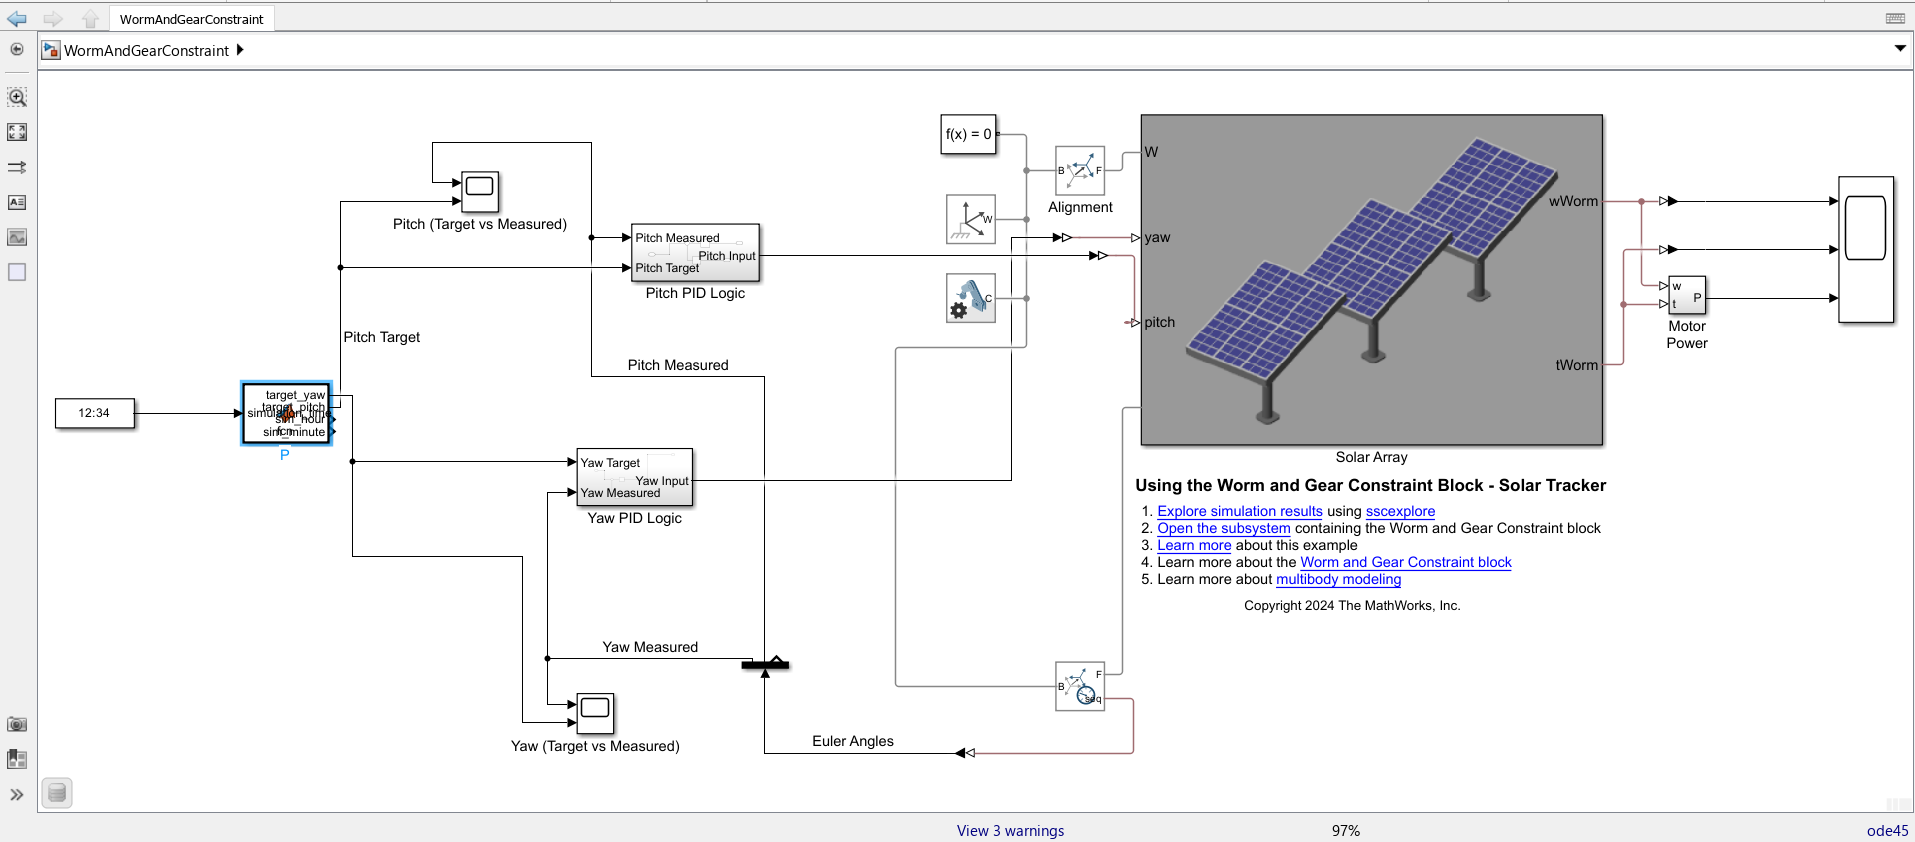 WormAndGearConstraint
WormAndGearConstraint
f(x) = 0
B
F
Alignment
W
W
C
Pitch (Target vs Measured)
Pitch Measured
Pitch Input
Pitch Target
Pitch PID Logic
yaw
pitch
wWorm
tWorm
w
t
P
Motor
Power
Pitch Target
Pitch Measured
12:34
target_yaw
target_pitch
simulation_time
sim_hour
fcn
sim_minute
P
Yaw Target
Yaw Input
Yaw Measured
Yaw PID Logic
Solar Array
Using the Worm and Gear Constraint Block - Solar Tracker
1. Explore simulation results using sscexplore
2. Open the subsystem containing the Worm and Gear Constraint block
3. Learn more about this example
4. Learn more about the Worm and Gear Constraint block
5. Learn more about multibody modeling
Copyright 2024 The MathWorks, Inc.
Yaw Measured
B
F
seq
Yaw (Target vs Measured)
Euler Angles
View 3 warnings
97%
ode45